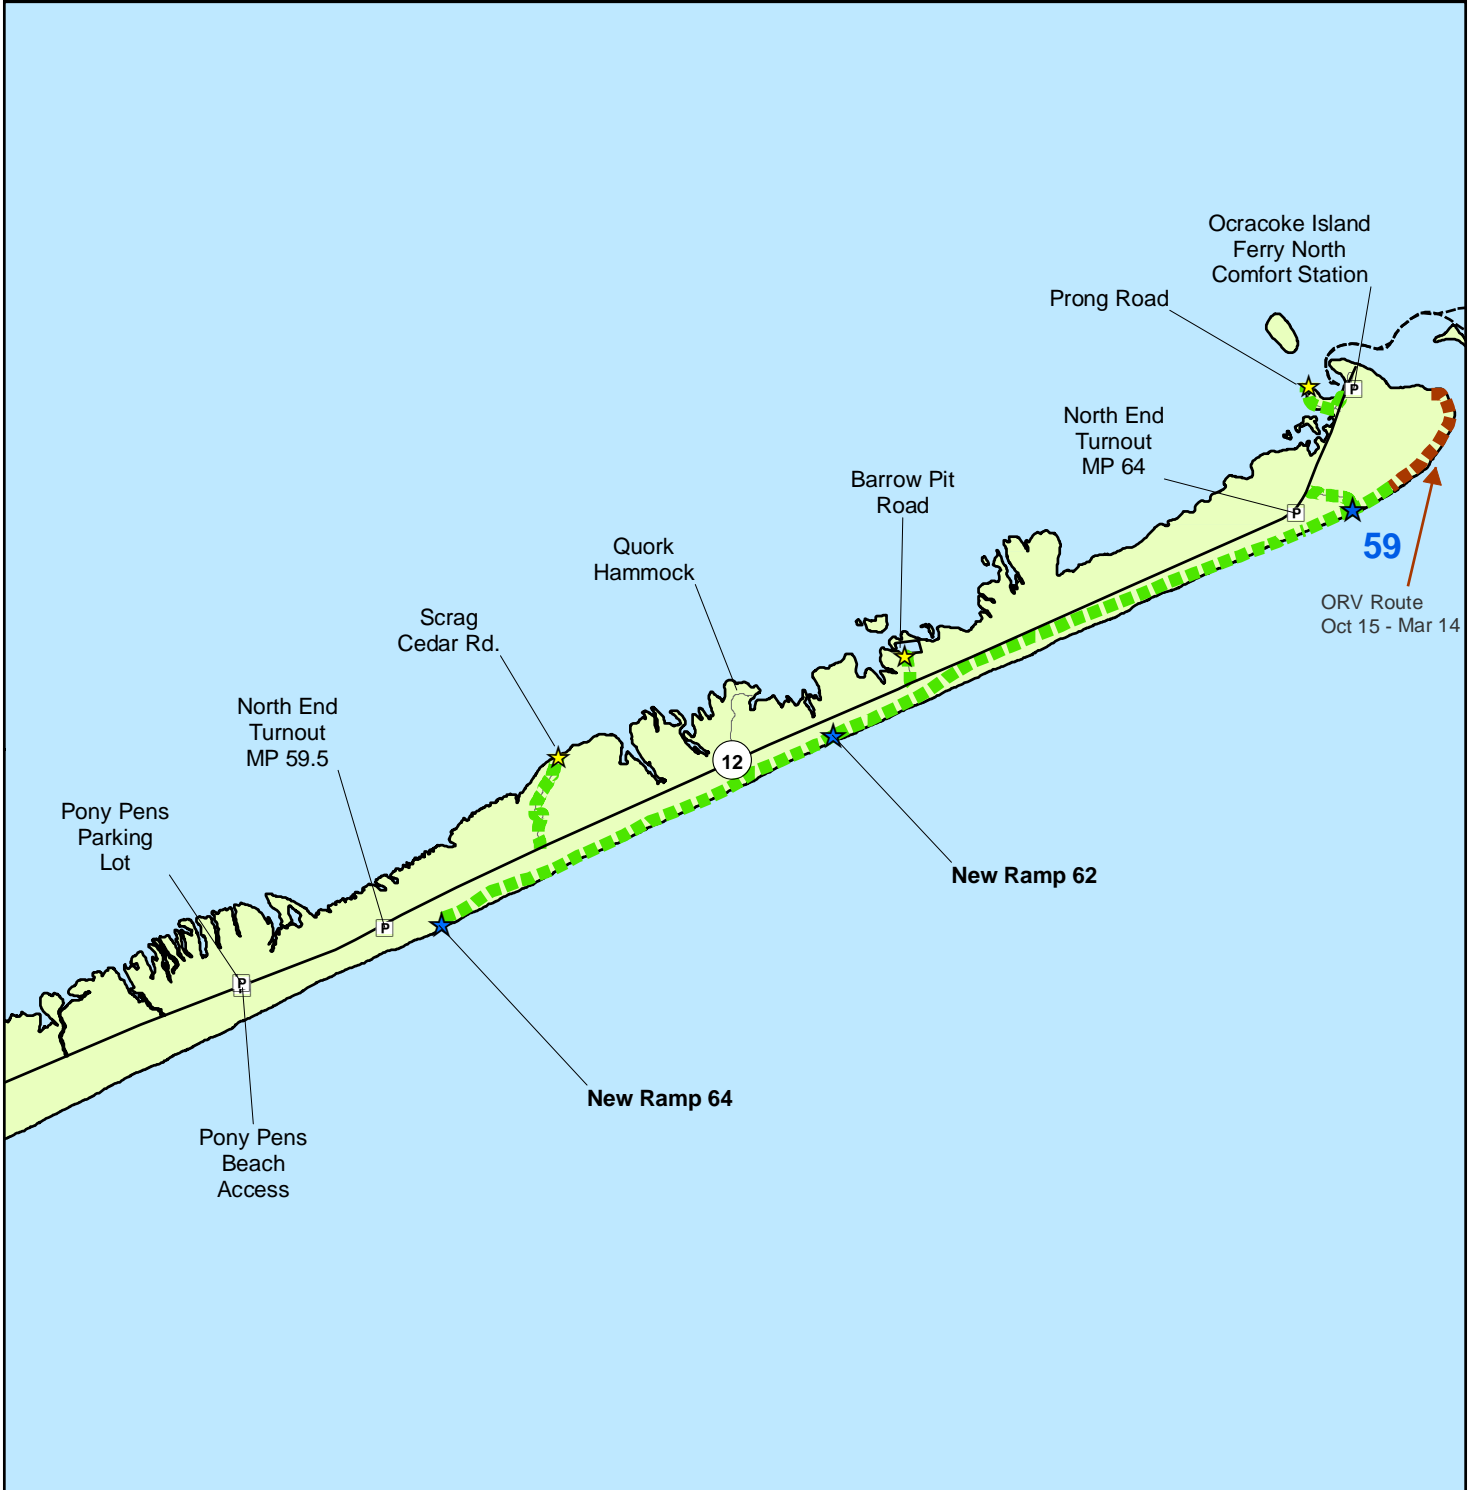 Ocracoke Island
Ferry North
Comfort Station
Prong Road
North End
Turnout
MP 64
Barrow Pit
Road
Quork
Hammock
Scrag
Cedar Rd.
North End
Turnout
MP 59.5
Pony Pens
Parking
Lot
P
P
59
ORV Route
Oct 15 - Mar 14
12
New Ramp 62
P
P
New Ramp 64
Pony Pens
Beach
Access